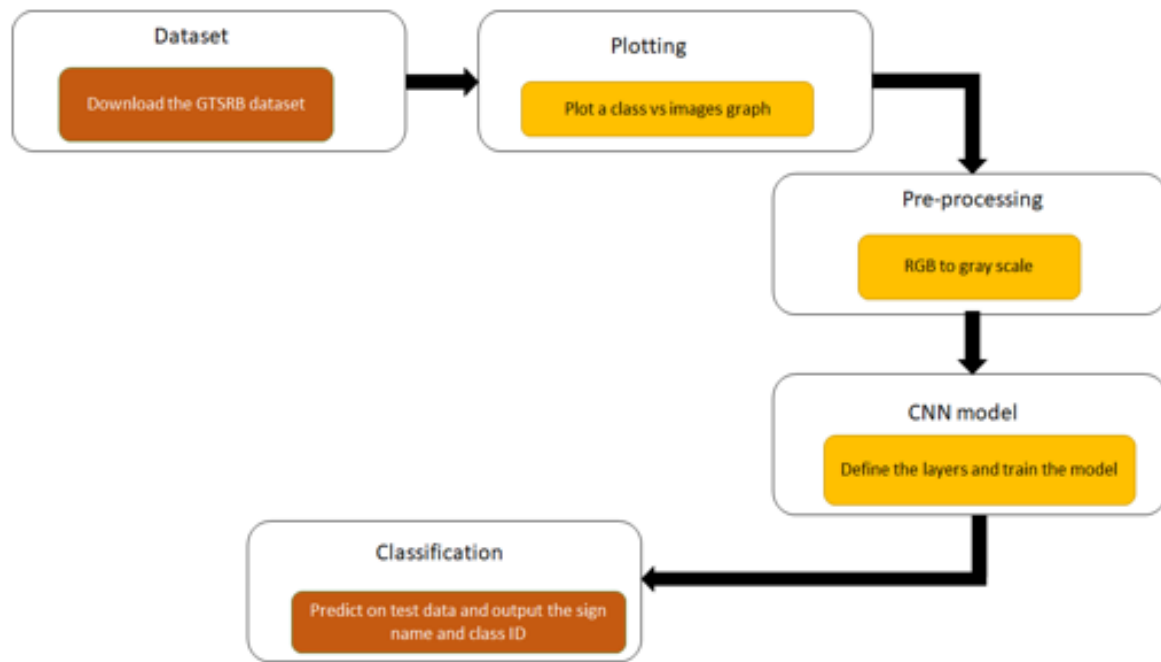 Dataset
Download the GTSRB dataset
Plotting
Plot a class vs images graph
Pre-processing
RGB to gray scale
CNN model
Define the layers and train the model
Classification
Predict on test data and output the sign
name and class ID